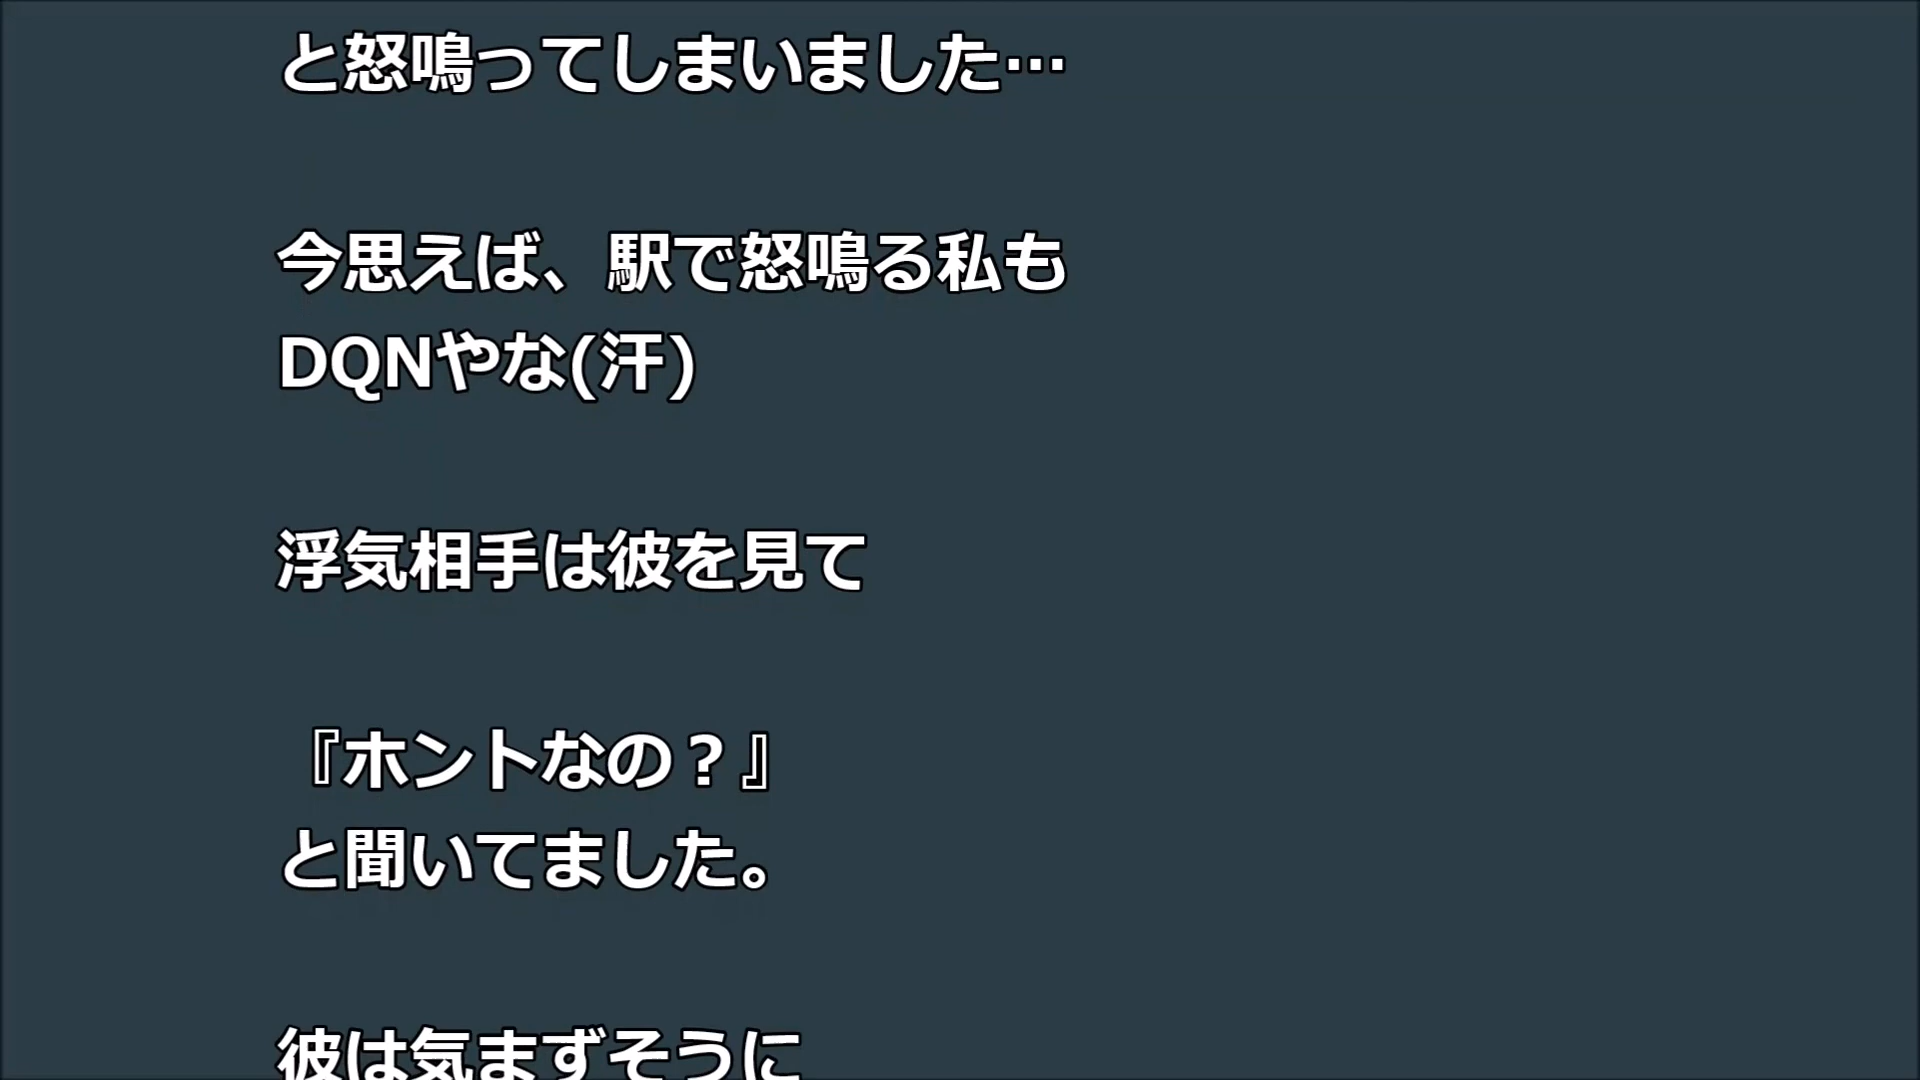 と怒鳴ってしまいました…
今思えば、駅で怒鳴る私も
DQNやな(汗)
浮気相手は彼を見て
『ホントなの？』
と聞いてました。
彼は気まずそうに